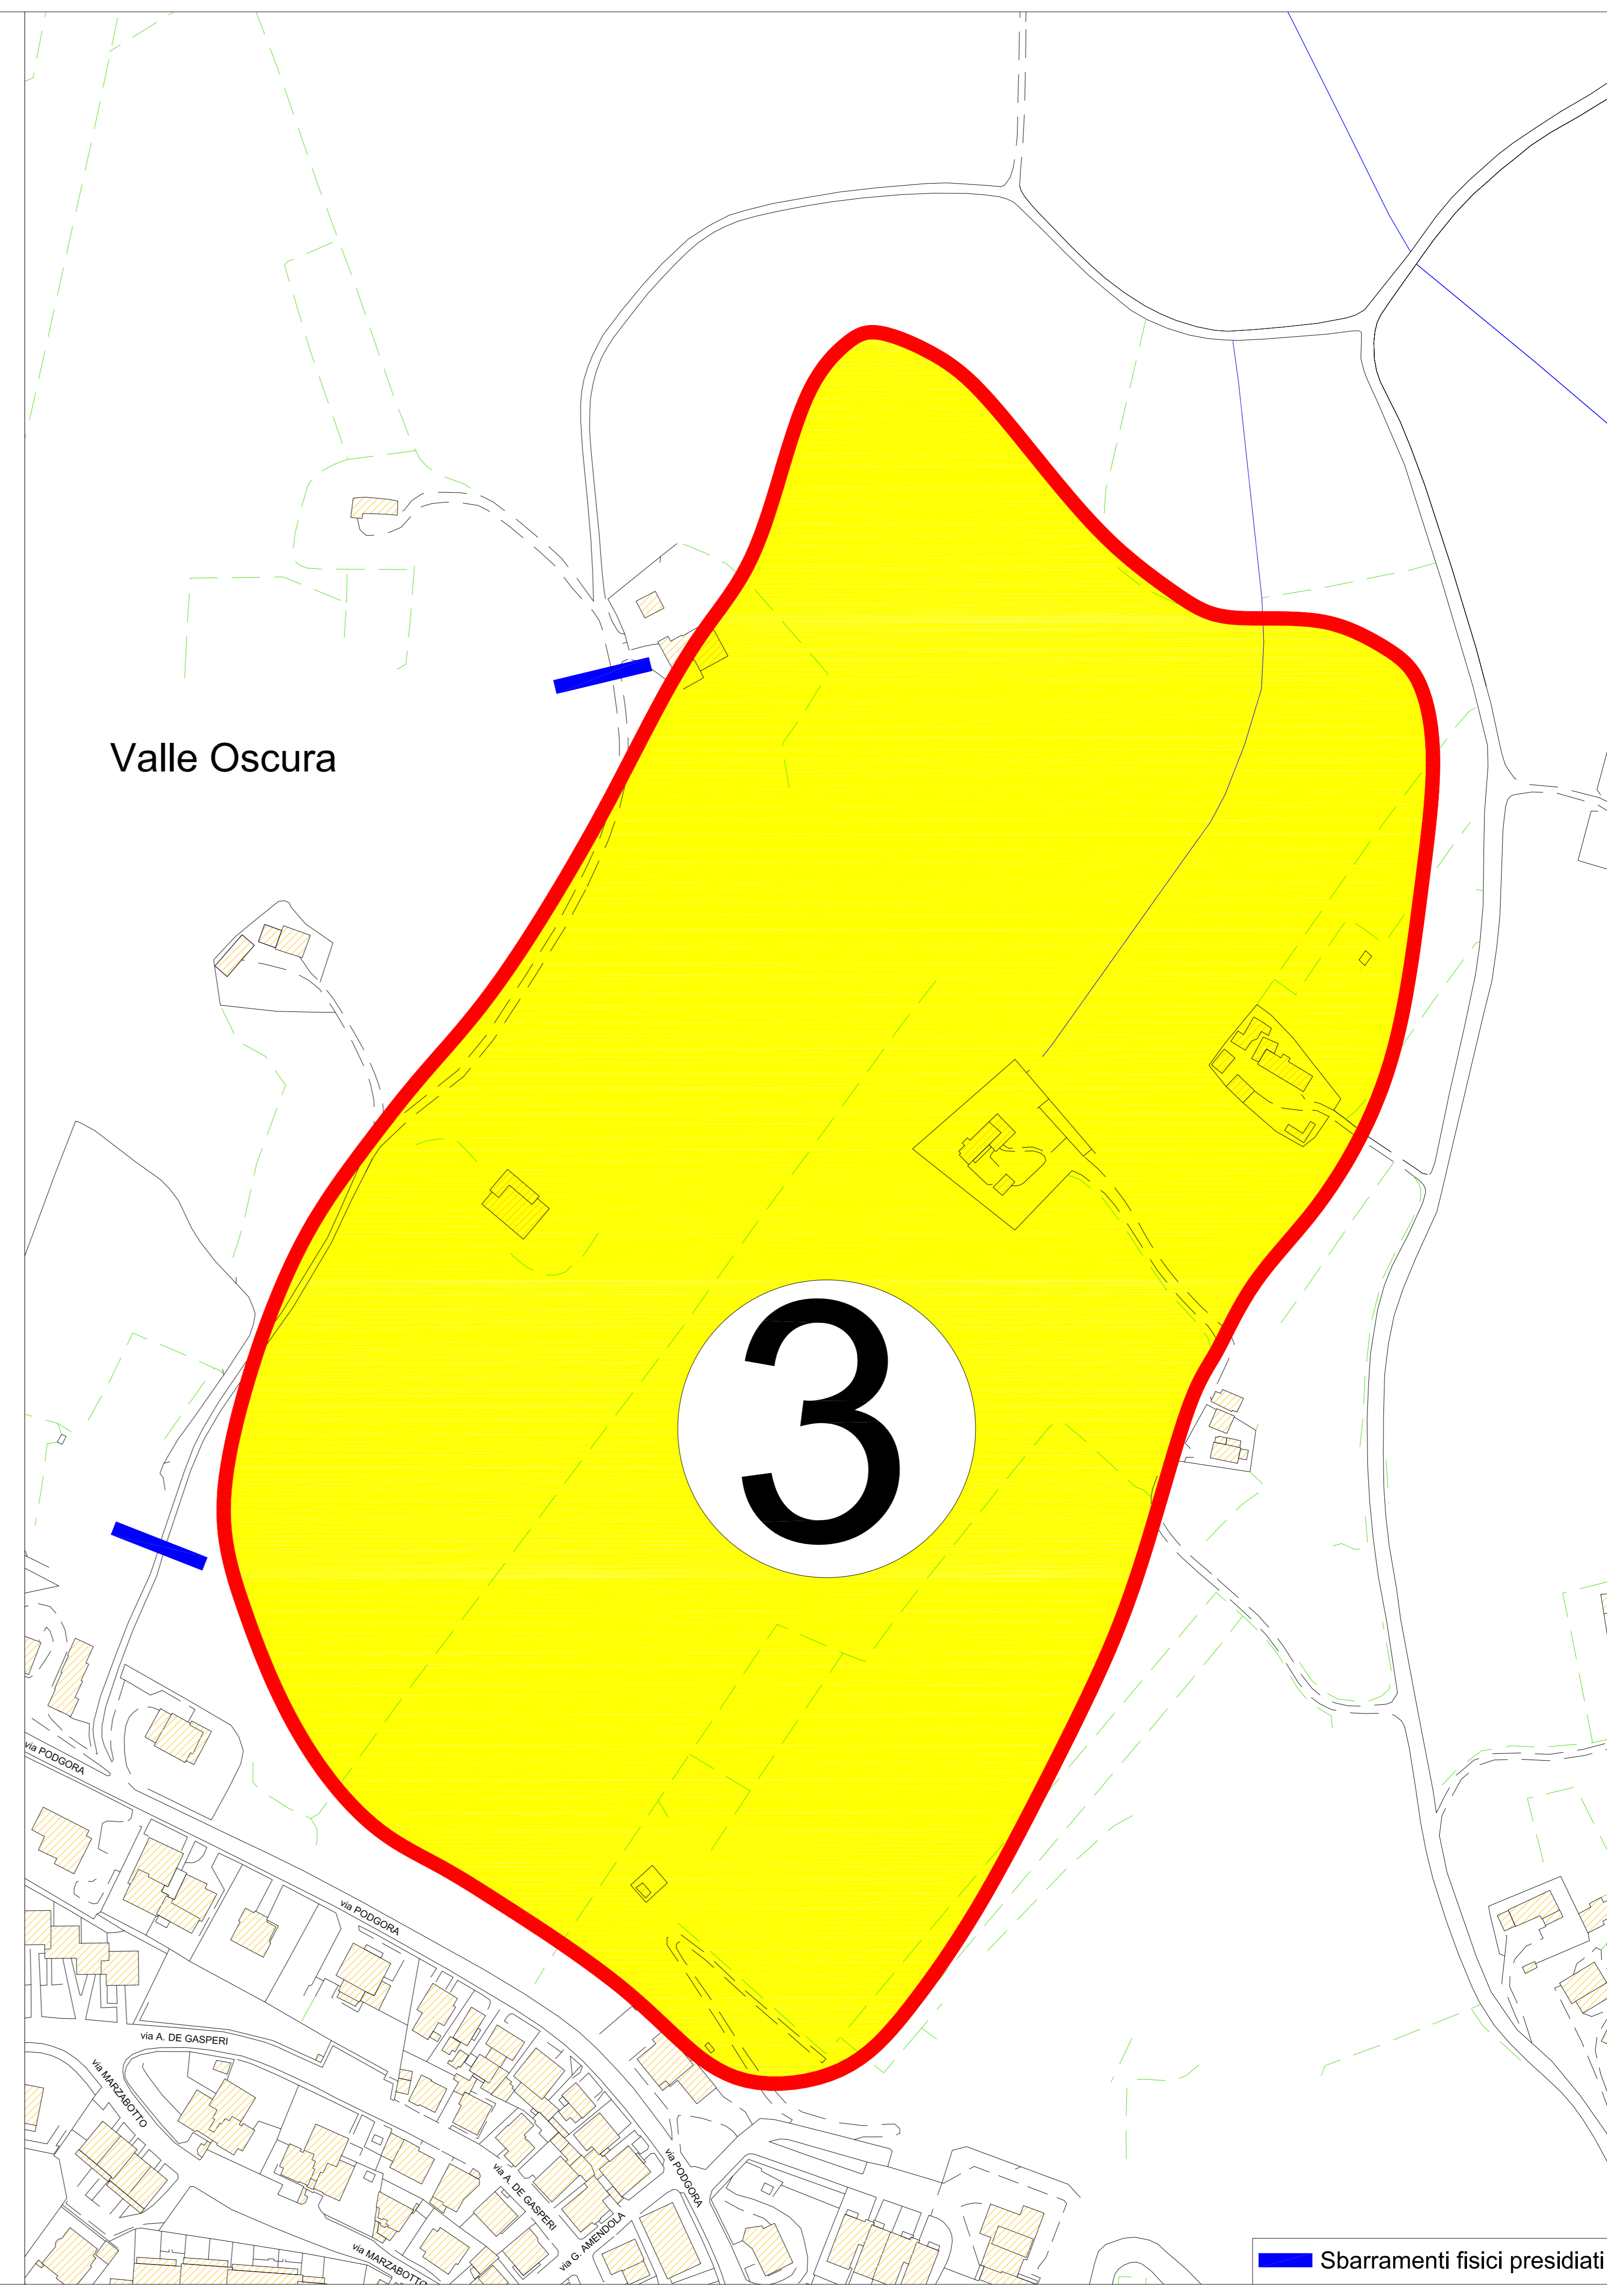 Valle Oscura
3
via PODGORA
via PODGORA
via A. DE GASPERI
via MARZABOTTO
via PODGORA
via A. DE GASPERI
via G. AMENDOLA
via MARZABOTTO
Sbarramenti fisici presidiati